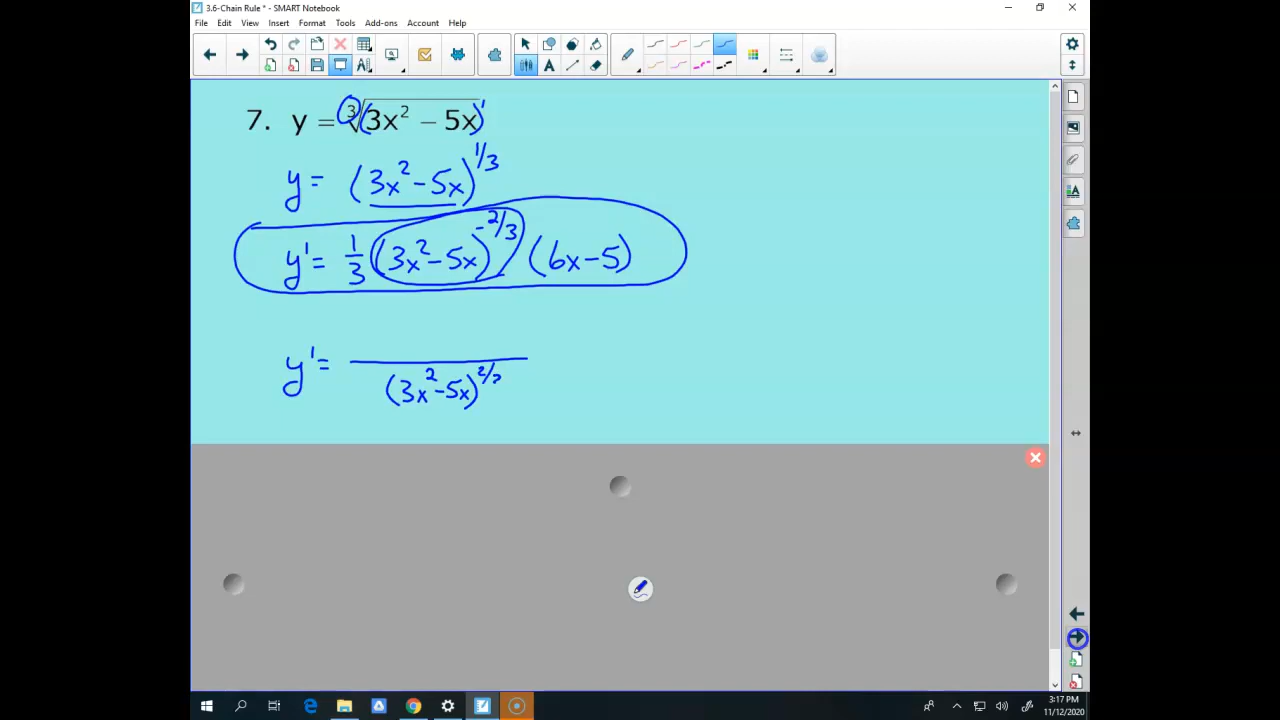 3.6-Chain Rule * - SMART Notebook
File Edit View Insert Format Tools Add-ons Account Help
7. y = ∛(3x² − 5x)¹
y = (3x²-5x)^1/3
y' = 1/3 (3x²-5x)^-2/3 (6x-5)
y' = 
(3x²-5x)^2/3
3:17 PM
11/12/2020